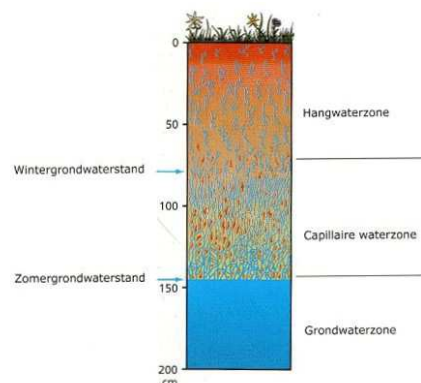 0
50
Hangwaterzone
Wintergrondwaterstand
100
Capillaire waterzone
Zomergrondwaterstand
150
Grondwaterzone
200
cm